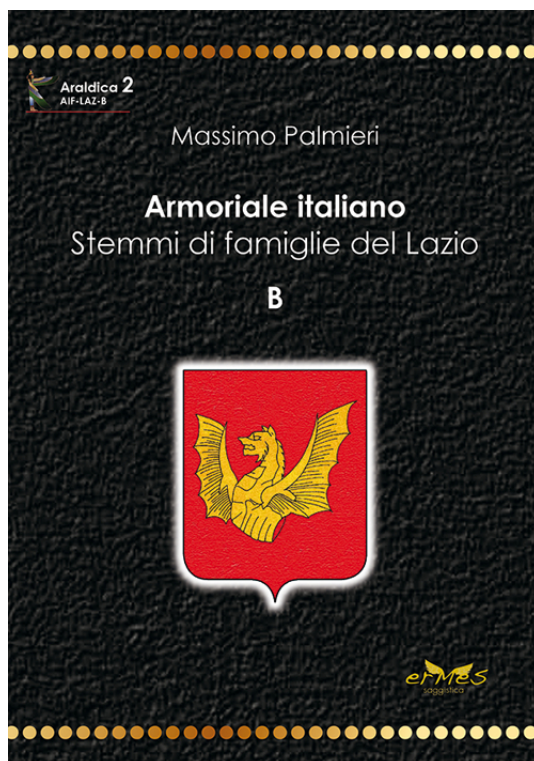 Araldica 2
AIF-LAZ-B
Massimo Palmieri
Armoriale italiano
Stemmi di famiglie del Lazio
B
erMes
saggistica